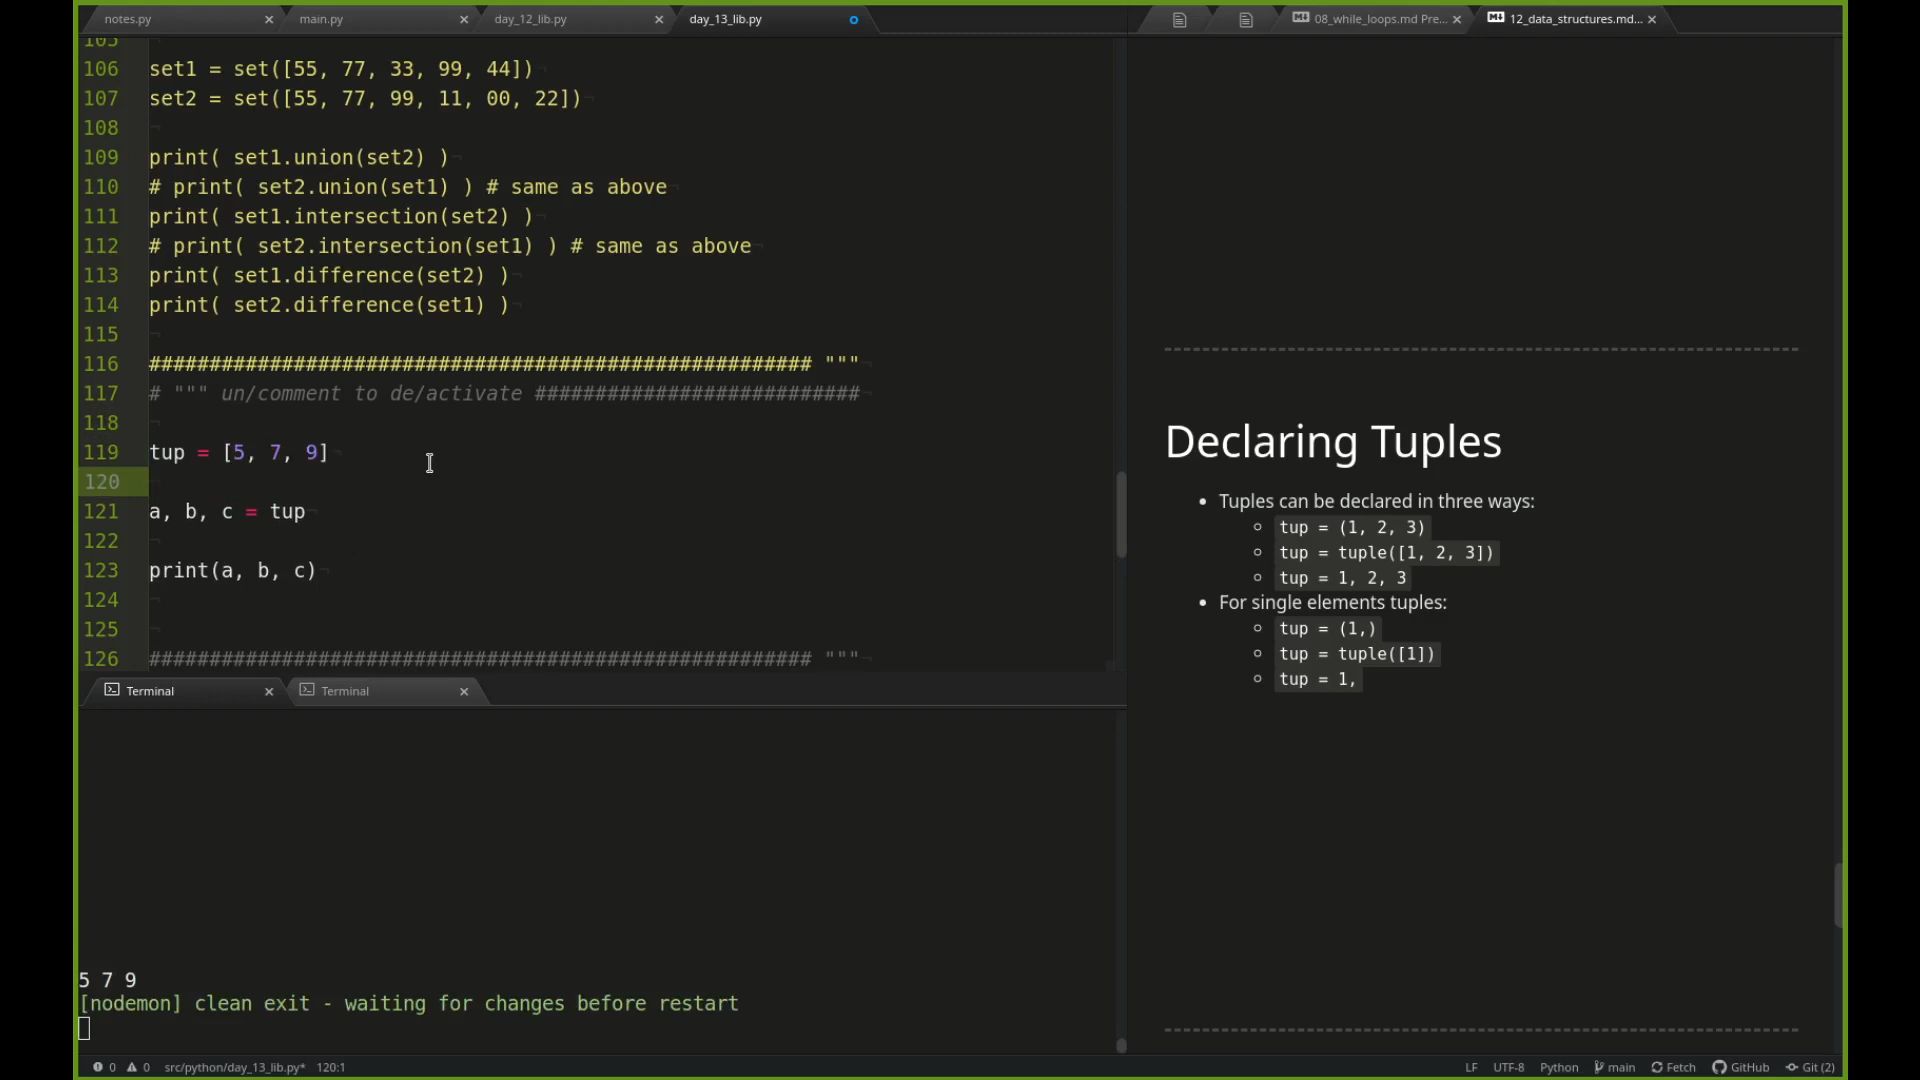 notes.py
main.py
day_12_lib.py
day_13_lib.py
08_while_loops.md Pre...
12_data_structures.md...
105
106 set1 = set([55, 77, 33, 99, 44])
107 set2 = set([55, 77, 99, 11, 00, 22])
108
109 print( set1.union(set2) )
110 # print( set2.union(set1) ) # same as above
111 print( set1.intersection(set2) )
112 # print( set2.intersection(set1) ) # same as above
113 print( set1.difference(set2) )
114 print( set2.difference(set1) )
115
116 ####################################################### """
117 # """ un/comment to de/activate ###########################
118
119 tup = [5, 7, 9]
120
121 a, b, c = tup
122
123 print(a, b, c)
124
125
126 ####################################################### """
Declaring Tuples
• Tuples can be declared in three ways:
tup = (1, 2, 3)
tup = tuple([1, 2, 3])
tup = 1, 2, 3
• For single elements tuples:
tup = (1,)
tup = tuple([1])
tup = 1,
Terminal
Terminal
5 7 9
[nodemon] clean exit - waiting for changes before restart
0 0 src/python/day_13_lib.py* 120:1
LF UTF-8 Python main Fetch GitHub Git (2)